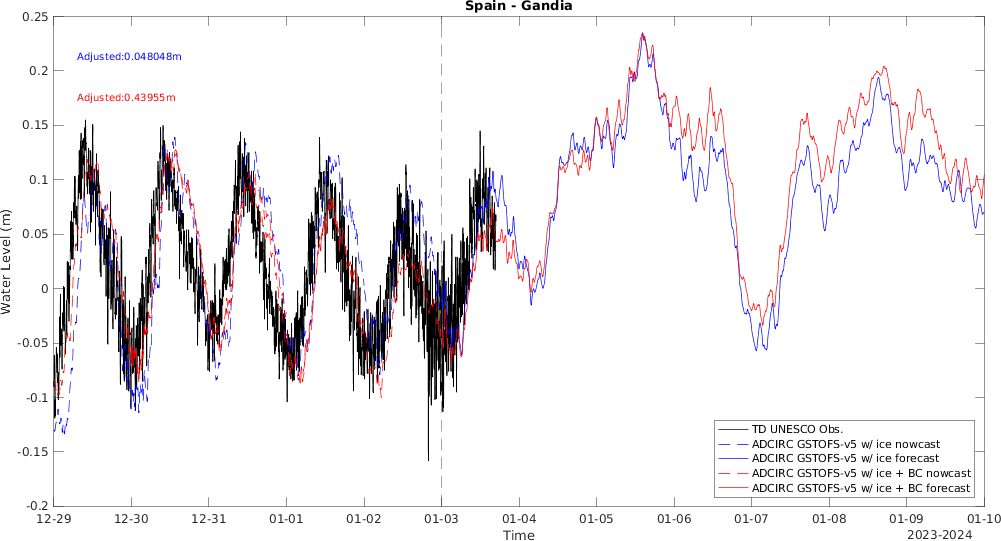 Spain - Gandia
0.25
0.2
0.15
0.1
0.05
0
-0.05
-0.1
-0.15
-0.2
Water Level (m)
Adjusted:0.048048m
Adjusted:0.43955m
TD UNESCO Obs.
ADCIRC GSTOFS-v5 w/ ice nowcast
ADCIRC GSTOFS-v5 w/ ice forecast
ADCIRC GSTOFS-v5 w/ ice + BC nowcast
ADCIRC GSTOFS-v5 w/ ice + BC forecast
12-29 12-30 12-31 01-01 01-02 01-03 01-04 01-05 01-06 01-07 01-08 01-09 01-10
Time
2023-2024